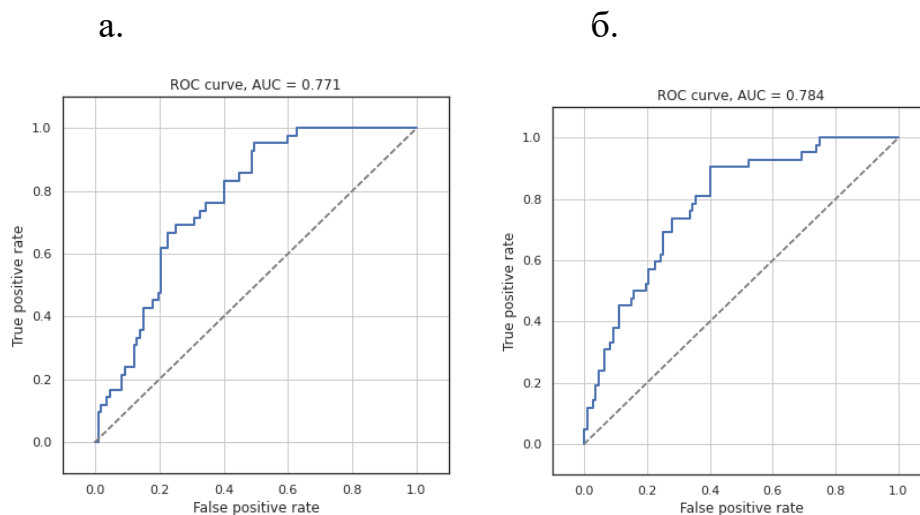 а.
ROC curve, AUC = 0.771
1.0
0.8
0.6
0.4
0.2
0.0
True positive rate
0.0 0.2 0.4 0.6 0.8 1.0
False positive rate
б.
ROC curve, AUC = 0.784
1.0
0.8
0.6
0.4
0.2
0.0
True positive rate
0.0 0.2 0.4 0.6 0.8 1.0
False positive rate